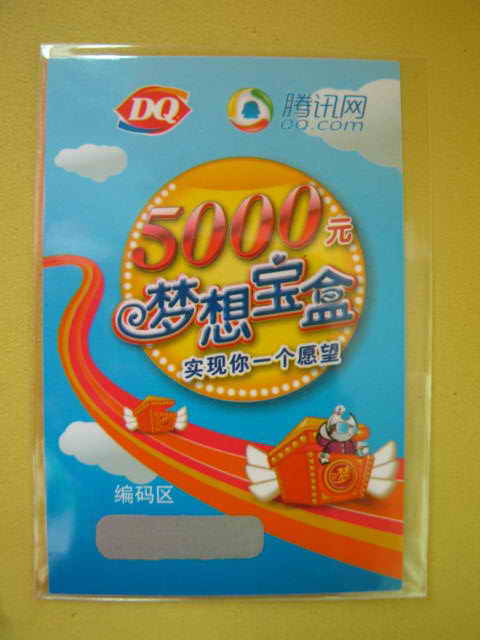 DQ
腾讯网
QQ.com
5000元
梦想宝盒
实现你一个愿望
编码区